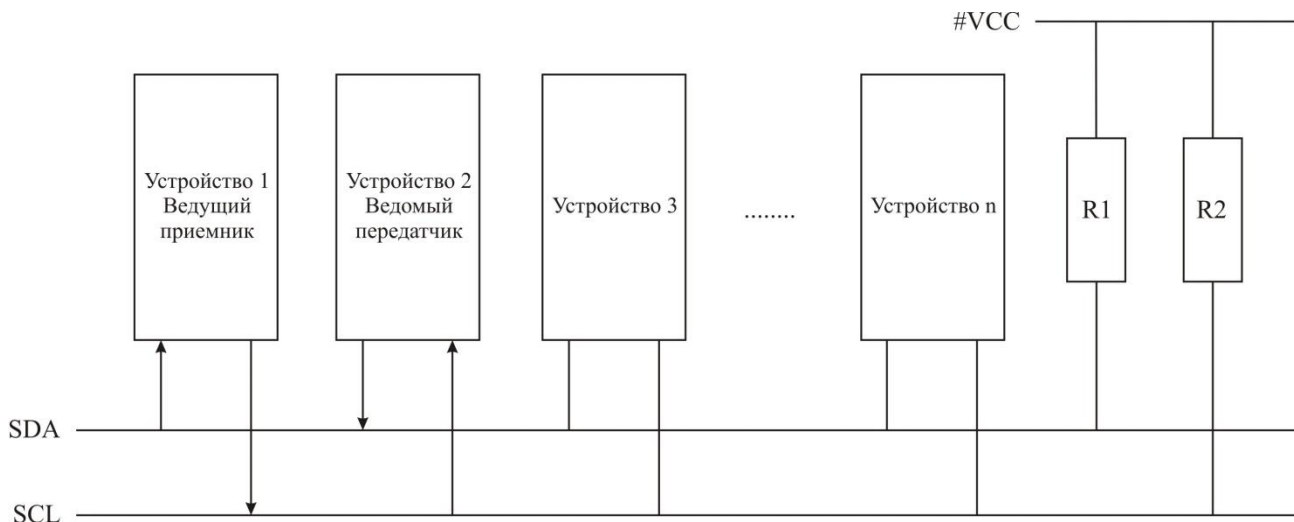 #VCC
Устройство 1
Ведущий
приемник
Устройство 2
Ведомый
передатчик
Устройство 3
........
Устройство n
R1
R2
SDA
SCL